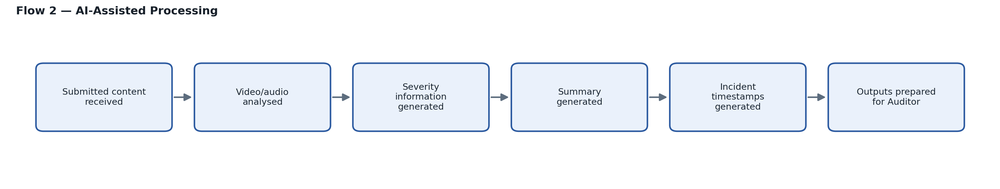 Flow 2 — AI-Assisted Processing
Submitted content
received
Video/audio
analysed
Severity
information
generated
Summary
generated
Incident
timestamps
generated
Outputs prepared
for Auditor